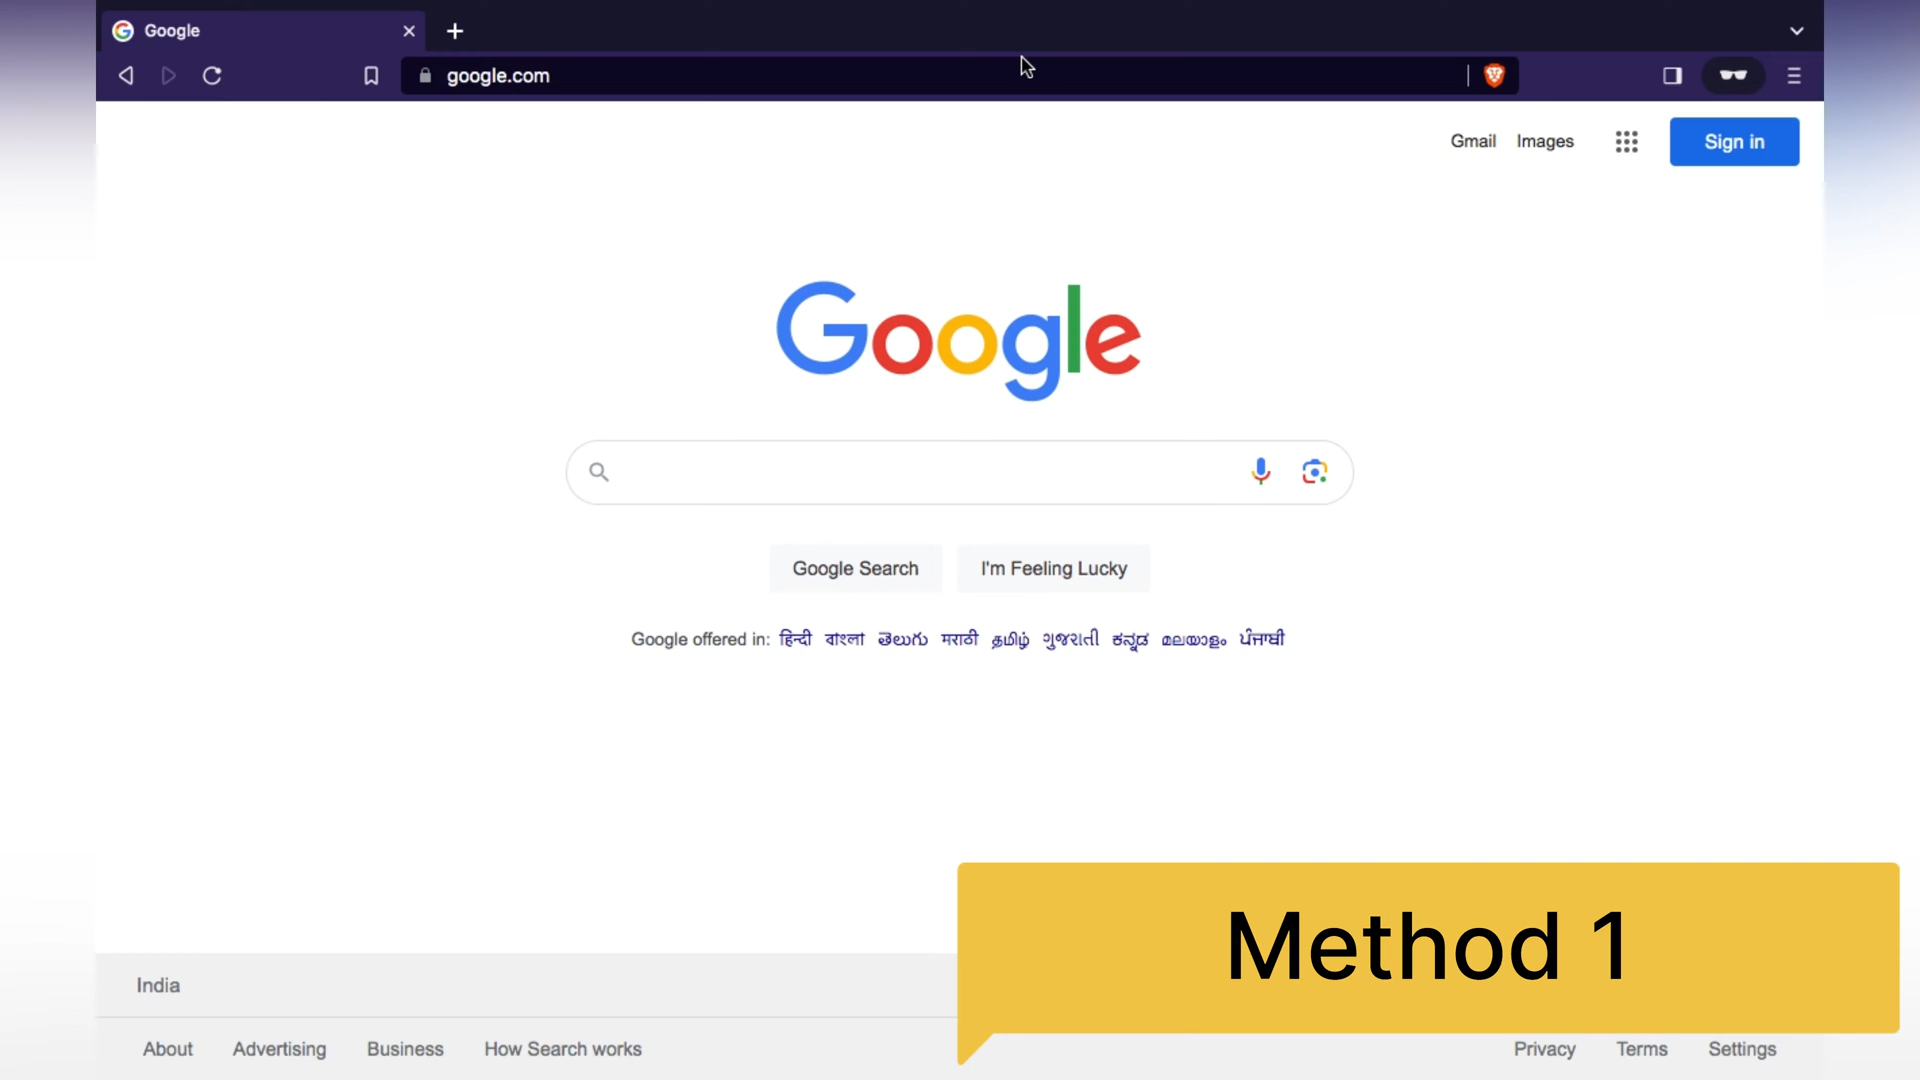 Google
google.com
Gmail Images Sign in
Google
Google Search I'm Feeling Lucky
Google offered in: हिन्दी বাংলা తెలుగు मराठी தமிழ் ગુજરાતી ಕನ್ನಡ മലയാളം ਪੰਜਾਬੀ
Method 1
India
About Advertising Business How Search works Privacy Terms Settings